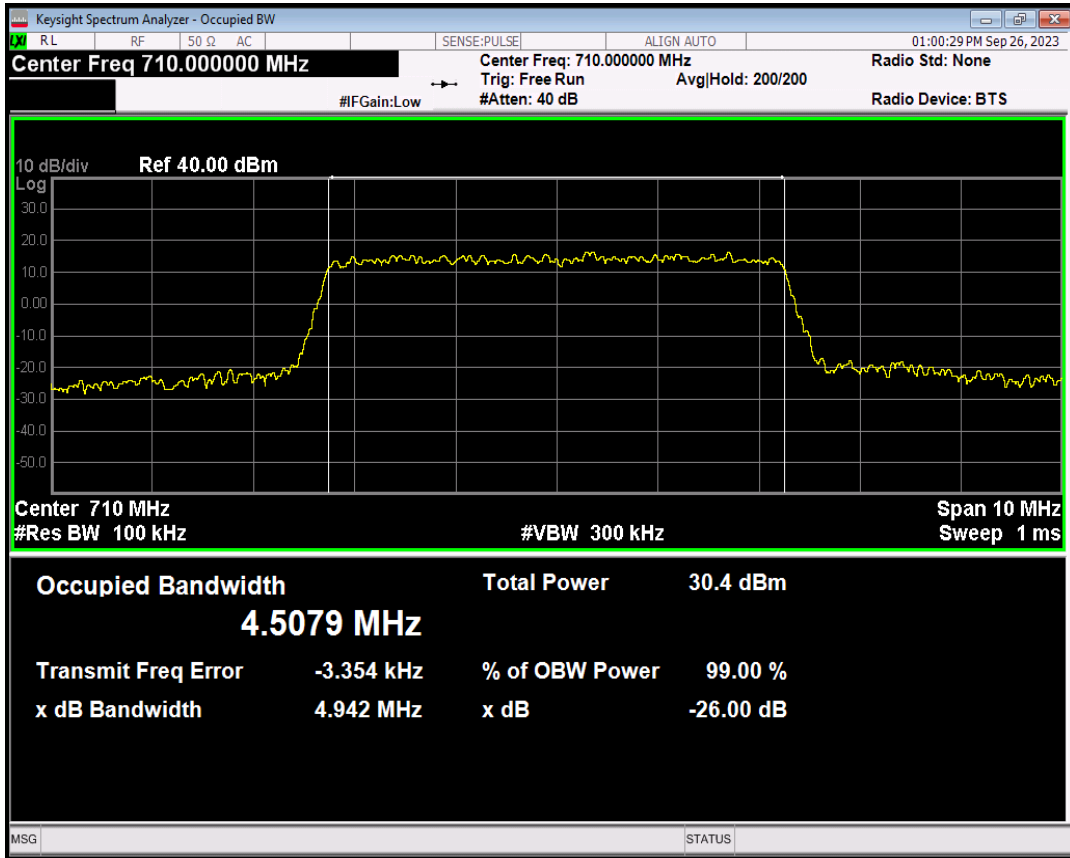 Keysight Spectrum Analyzer - Occupied BW
LXI RL RF 50 Ω AC SENSE:PULSE ALIGN AUTO 01:00:29 PM Sep 26, 2023
Center Freq 710.000000 MHz Center Freq: 710.000000 MHz Radio Std: None
Trig: Free Run Avg|Hold: 200/200
#IFGain:Low #Atten: 40 dB Radio Device: BTS
10 dB/div Ref 40.00 dBm
Log
30.0
20.0
10.0
0.00
-10.0
-20.0
-30.0
-40.0
-50.0
Center 710 MHz Span 10 MHz
#Res BW 100 kHz #VBW 300 kHz Sweep 1 ms
Occupied Bandwidth Total Power 30.4 dBm
4.5079 MHz
Transmit Freq Error -3.354 kHz % of OBW Power 99.00 %
x dB Bandwidth 4.942 MHz x dB -26.00 dB
MSG STATUS